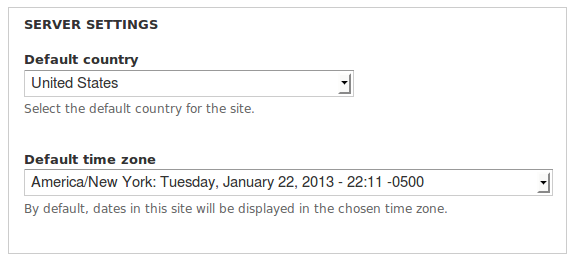 SERVER SETTINGS
Default country
United States
Select the default country for the site.
Default time zone
America/New York: Tuesday, January 22, 2013 - 22:11 -0500
By default, dates in this site will be displayed in the chosen time zone.